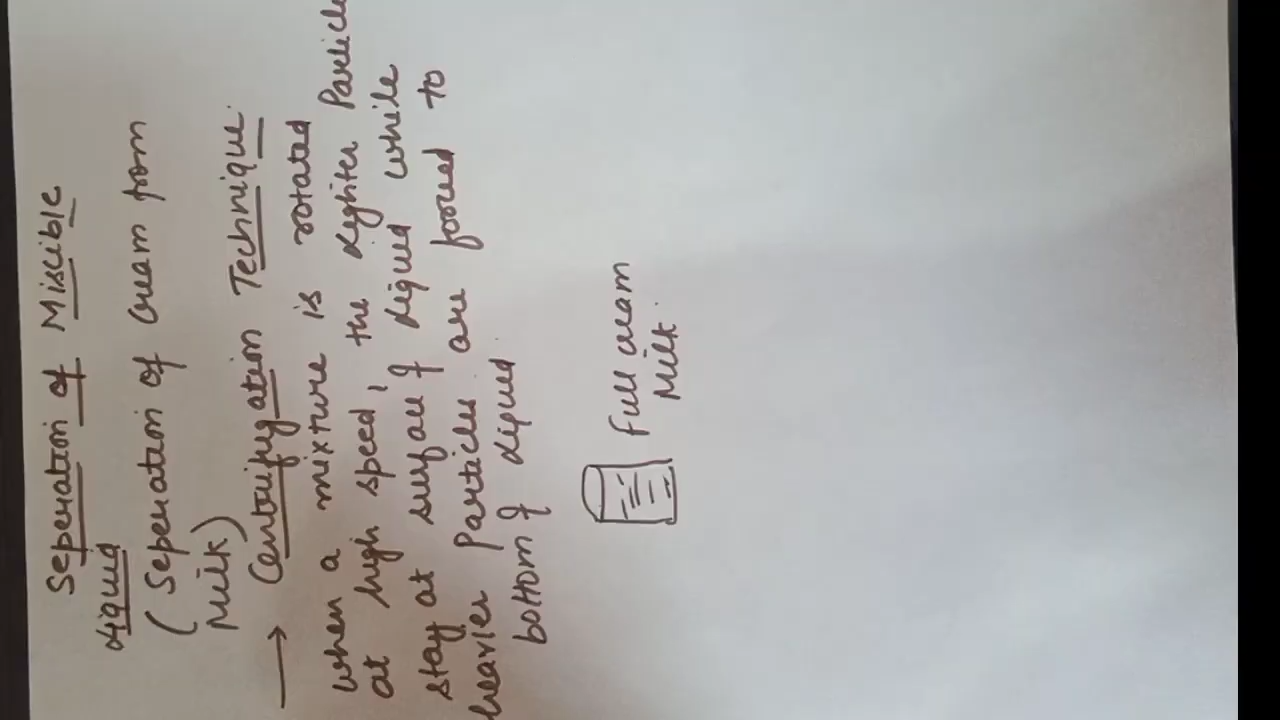 Seperation of Miscible
liquid
(Seperation of cream from
Milk)
→ Centrifugation Technique.
when a mixture is rotated
at high speed, the lighter Particle
stay at surface of liquid while
heavier Particles are forced to
bottom of liquid.
Full cream
Milk.